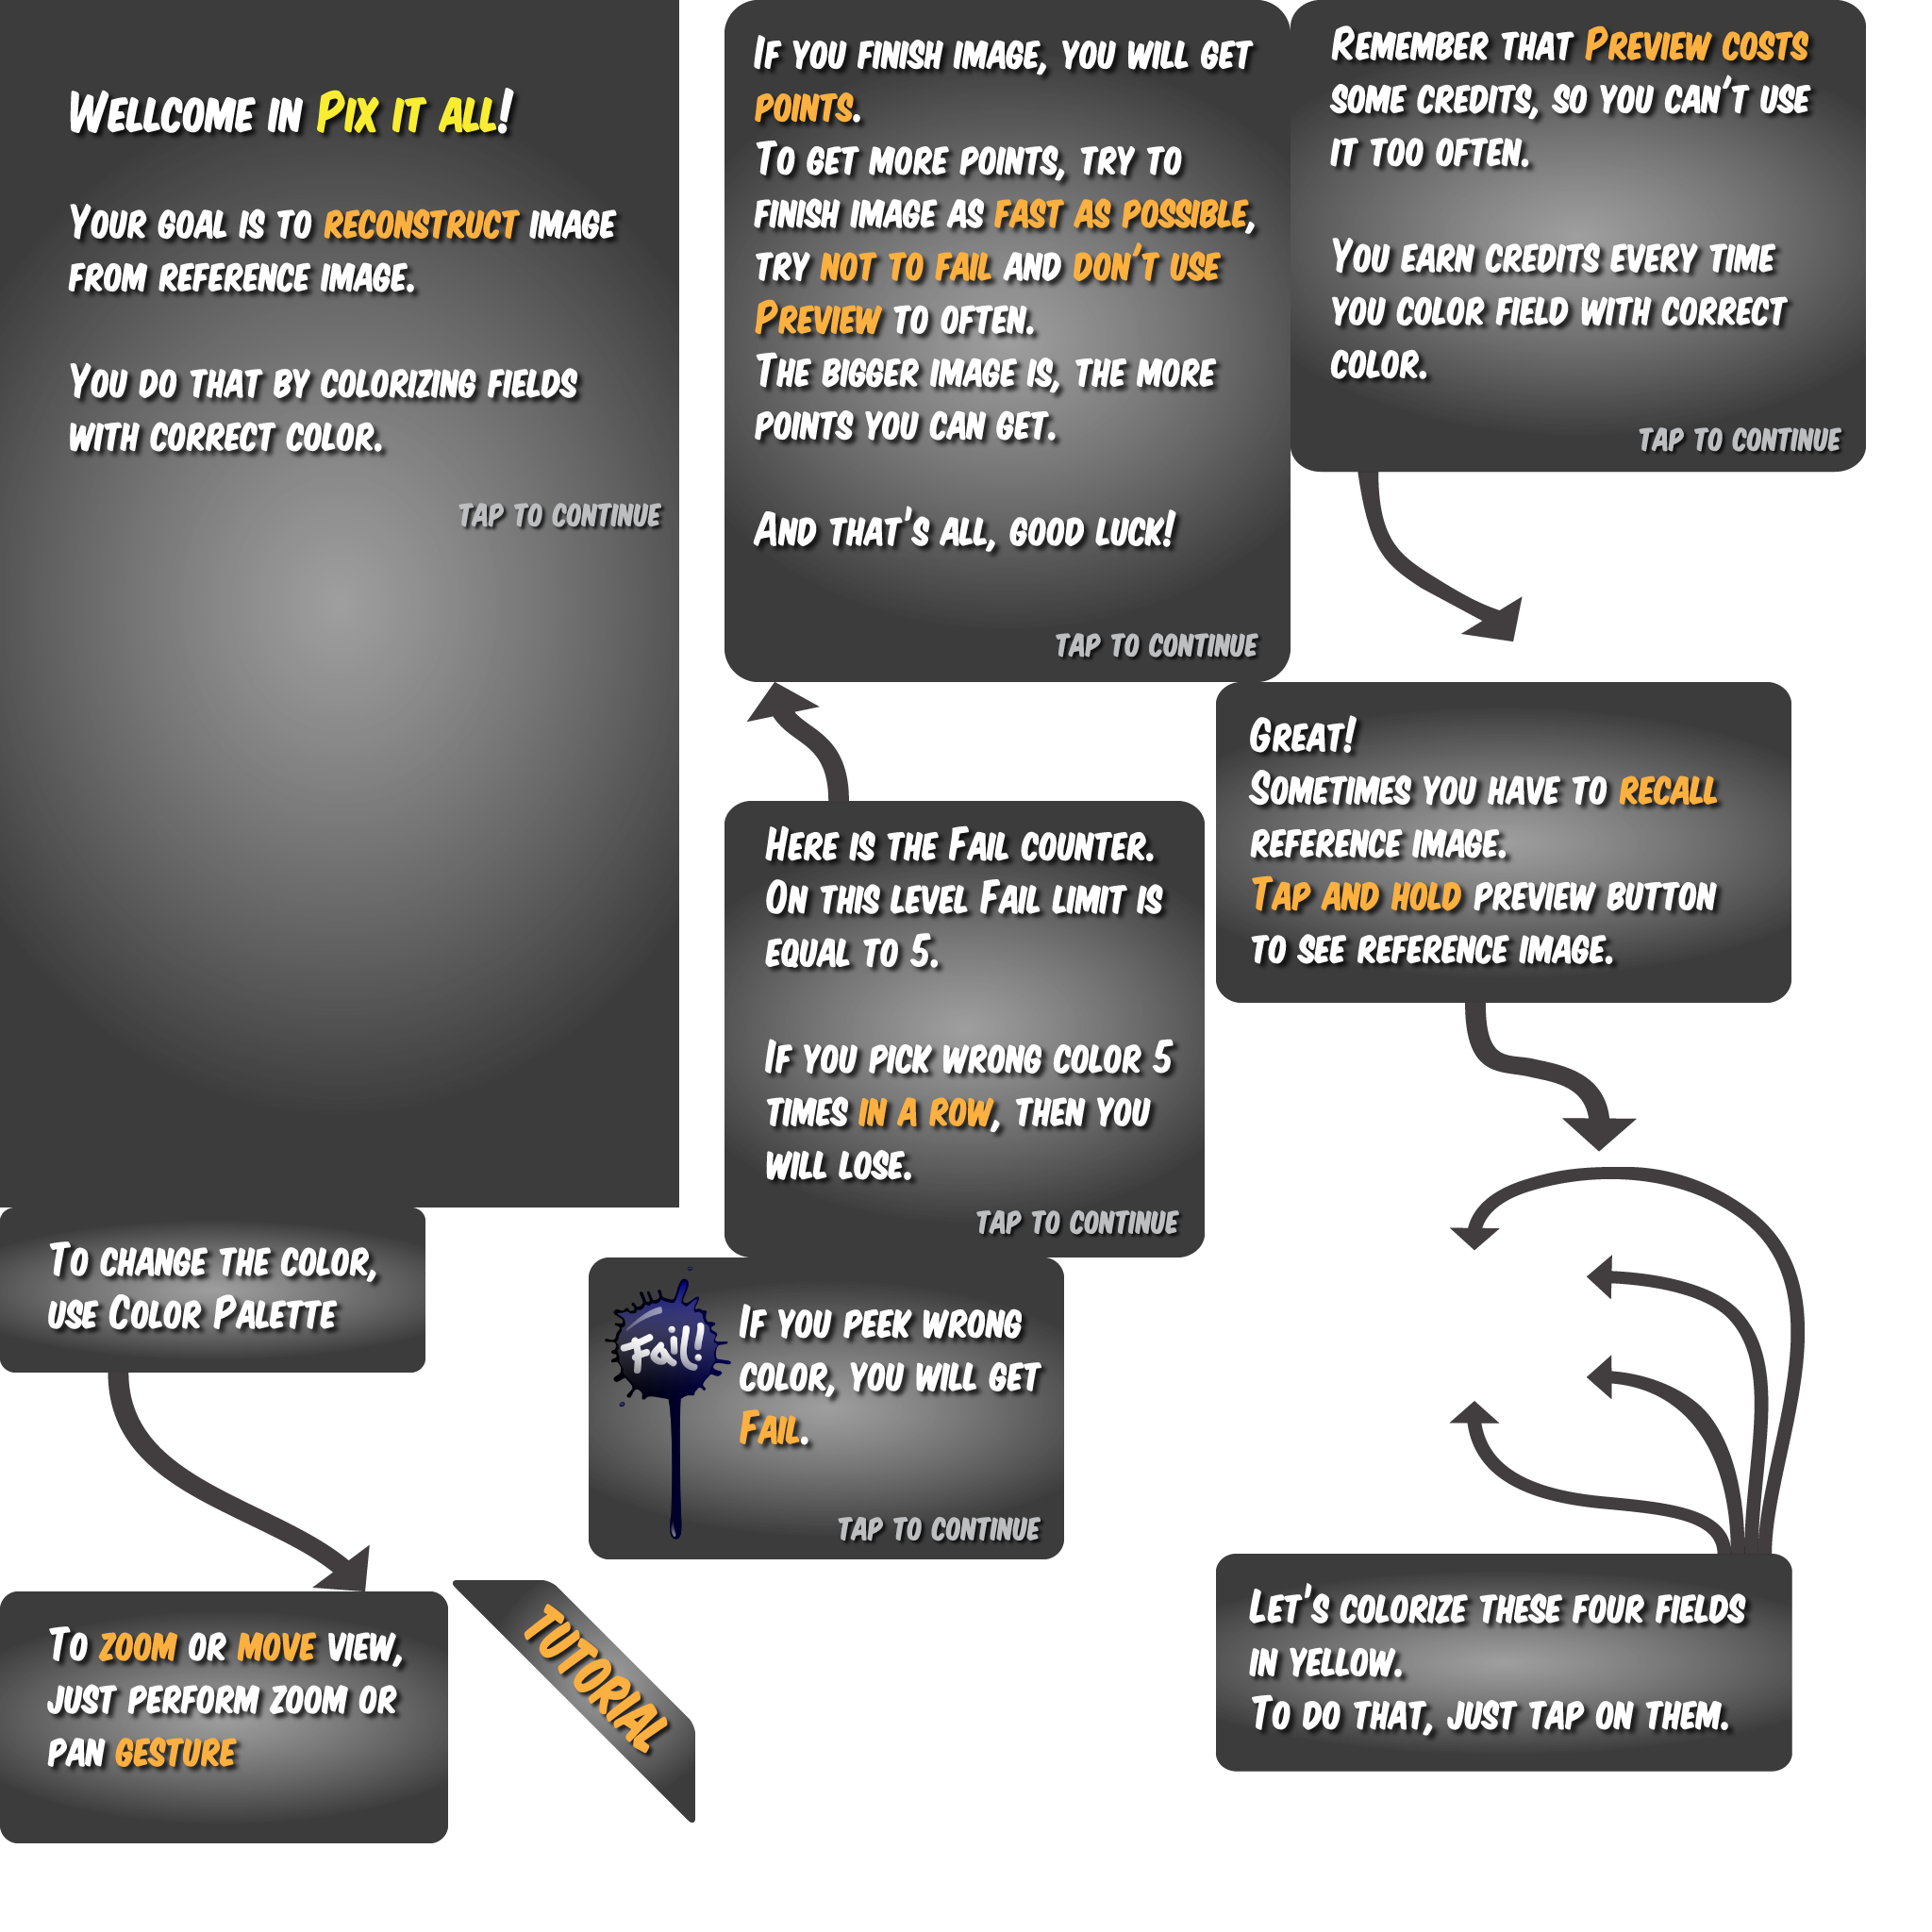 Wellcome in Pix it all!
Your goal is to reconstruct image
from reference image.
You do that by colorizing fields
with correct color.
tap to continue
If you finish image, you will get
points.
To get more points, try to
finish image as fast as possible,
try not to fail and don't use
Preview to often.
The bigger image is, the more
points you can get.
And that's all, good luck!
tap to continue
Remember that Preview costs
some credits, so you can't use
it too often.
You earn credits every time
you color field with correct
color.
tap to continue
Great!
Sometimes you have to recall
reference image.
Tap and hold preview button
to see reference image.
Here is the Fail counter.
On this level Fail limit is
equal to 5.
If you pick wrong color 5
times in a row, then you
will lose.
tap to continue
To change the color,
use Color Palette
Fail!
If you peek wrong
color, you will get
Fail.
tap to continue
To zoom or move view,
just perform zoom or
pan gesture
TUTORIAL
Let's colorize these four fields
in yellow.
To do that, just tap on them.